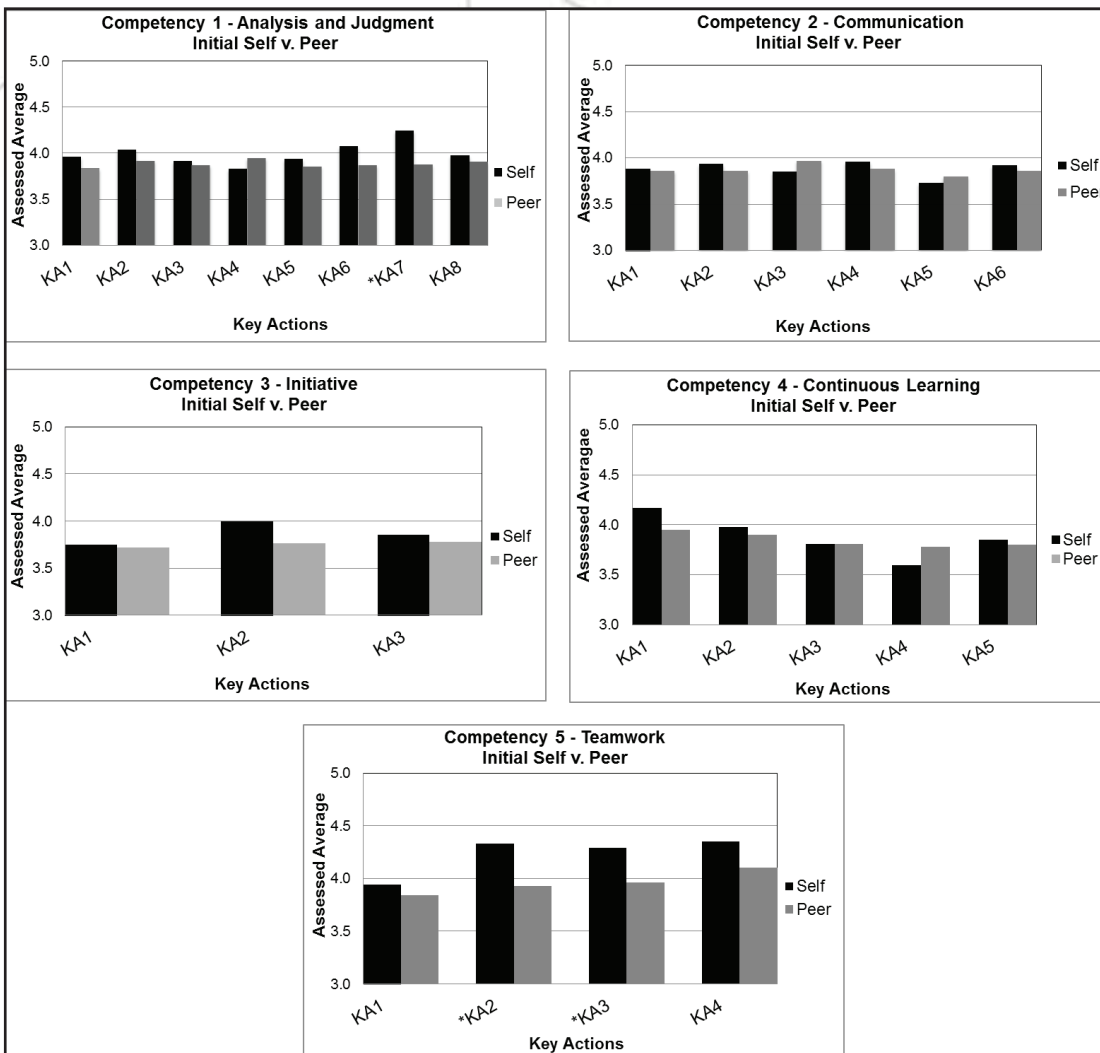 Competency 1 - Analysis and Judgment
Initial Self v. Peer
Assessed Average
5.0
4.5
4.0
3.5
3.0
KA1 KA2 KA3 KA4 KA5 KA6 *KA7 KA8
Key Actions
Self
Peer
Competency 2 - Communication
Initial Self v. Peer
Assessed Average
5.0
4.5
4.0
3.5
3.0
KA1 KA2 KA3 KA4 KA5 KA6
Key Actions
Self
Peer
Competency 3 - Initiative
Initial Self v. Peer
Assessed Average
5.0
4.5
4.0
3.5
3.0
KA1 KA2 KA3
Key Actions
Self
Peer
Competency 4 - Continuous Learning
Initial Self v. Peer
Assessed Averagae
5.0
4.5
4.0
3.5
3.0
KA1 KA2 KA3 KA4 KA5
Key Actions
Self
Peer
Competency 5 - Teamwork
Initial Self v. Peer
Assessed Average
5.0
4.5
4.0
3.5
3.0
KA1 *KA2 *KA3 KA4
Key Actions
Self
Peer